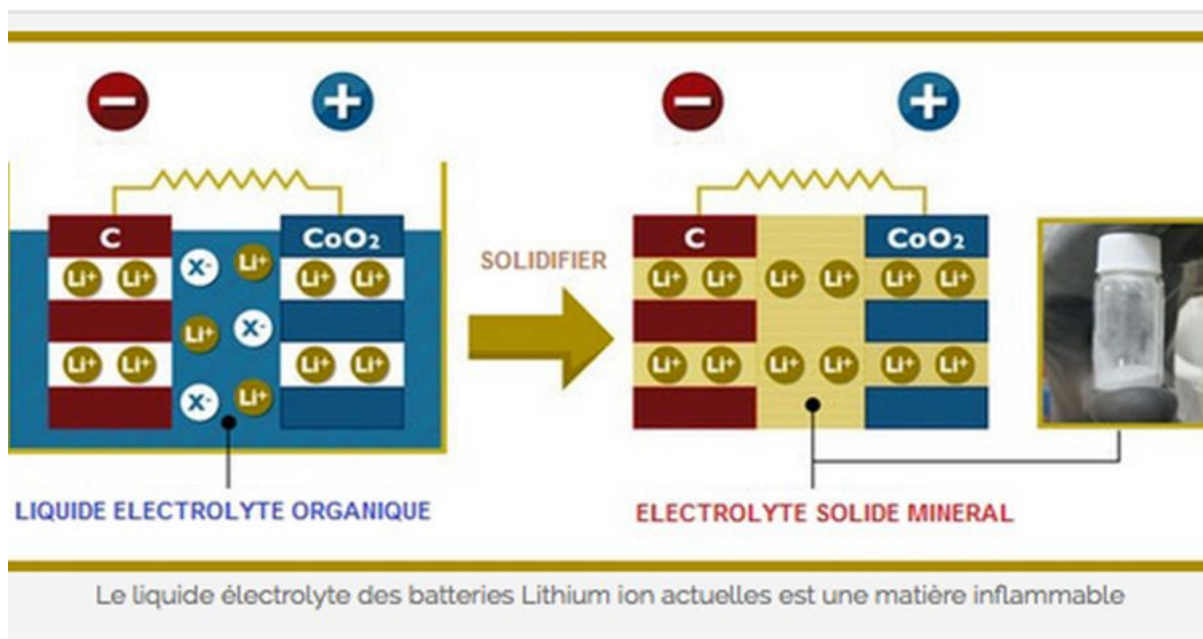 − +
C CoO₂
Li⁺ Li⁺ X⁻ Li⁺ Li⁺ Li⁺
Li⁺ X⁻
Li⁺ Li⁺ Li⁺ Li⁺
X⁻ Li⁺
LIQUIDE ELECTROLYTE ORGANIQUE
SOLIDIFIER
− +
C CoO₂
Li⁺ Li⁺ Li⁺ Li⁺ Li⁺ Li⁺
Li⁺ Li⁺ Li⁺ Li⁺ Li⁺ Li⁺
ELECTROLYTE SOLIDE MINERAL
Le liquide électrolyte des batteries Lithium ion actuelles est une matière inflammable